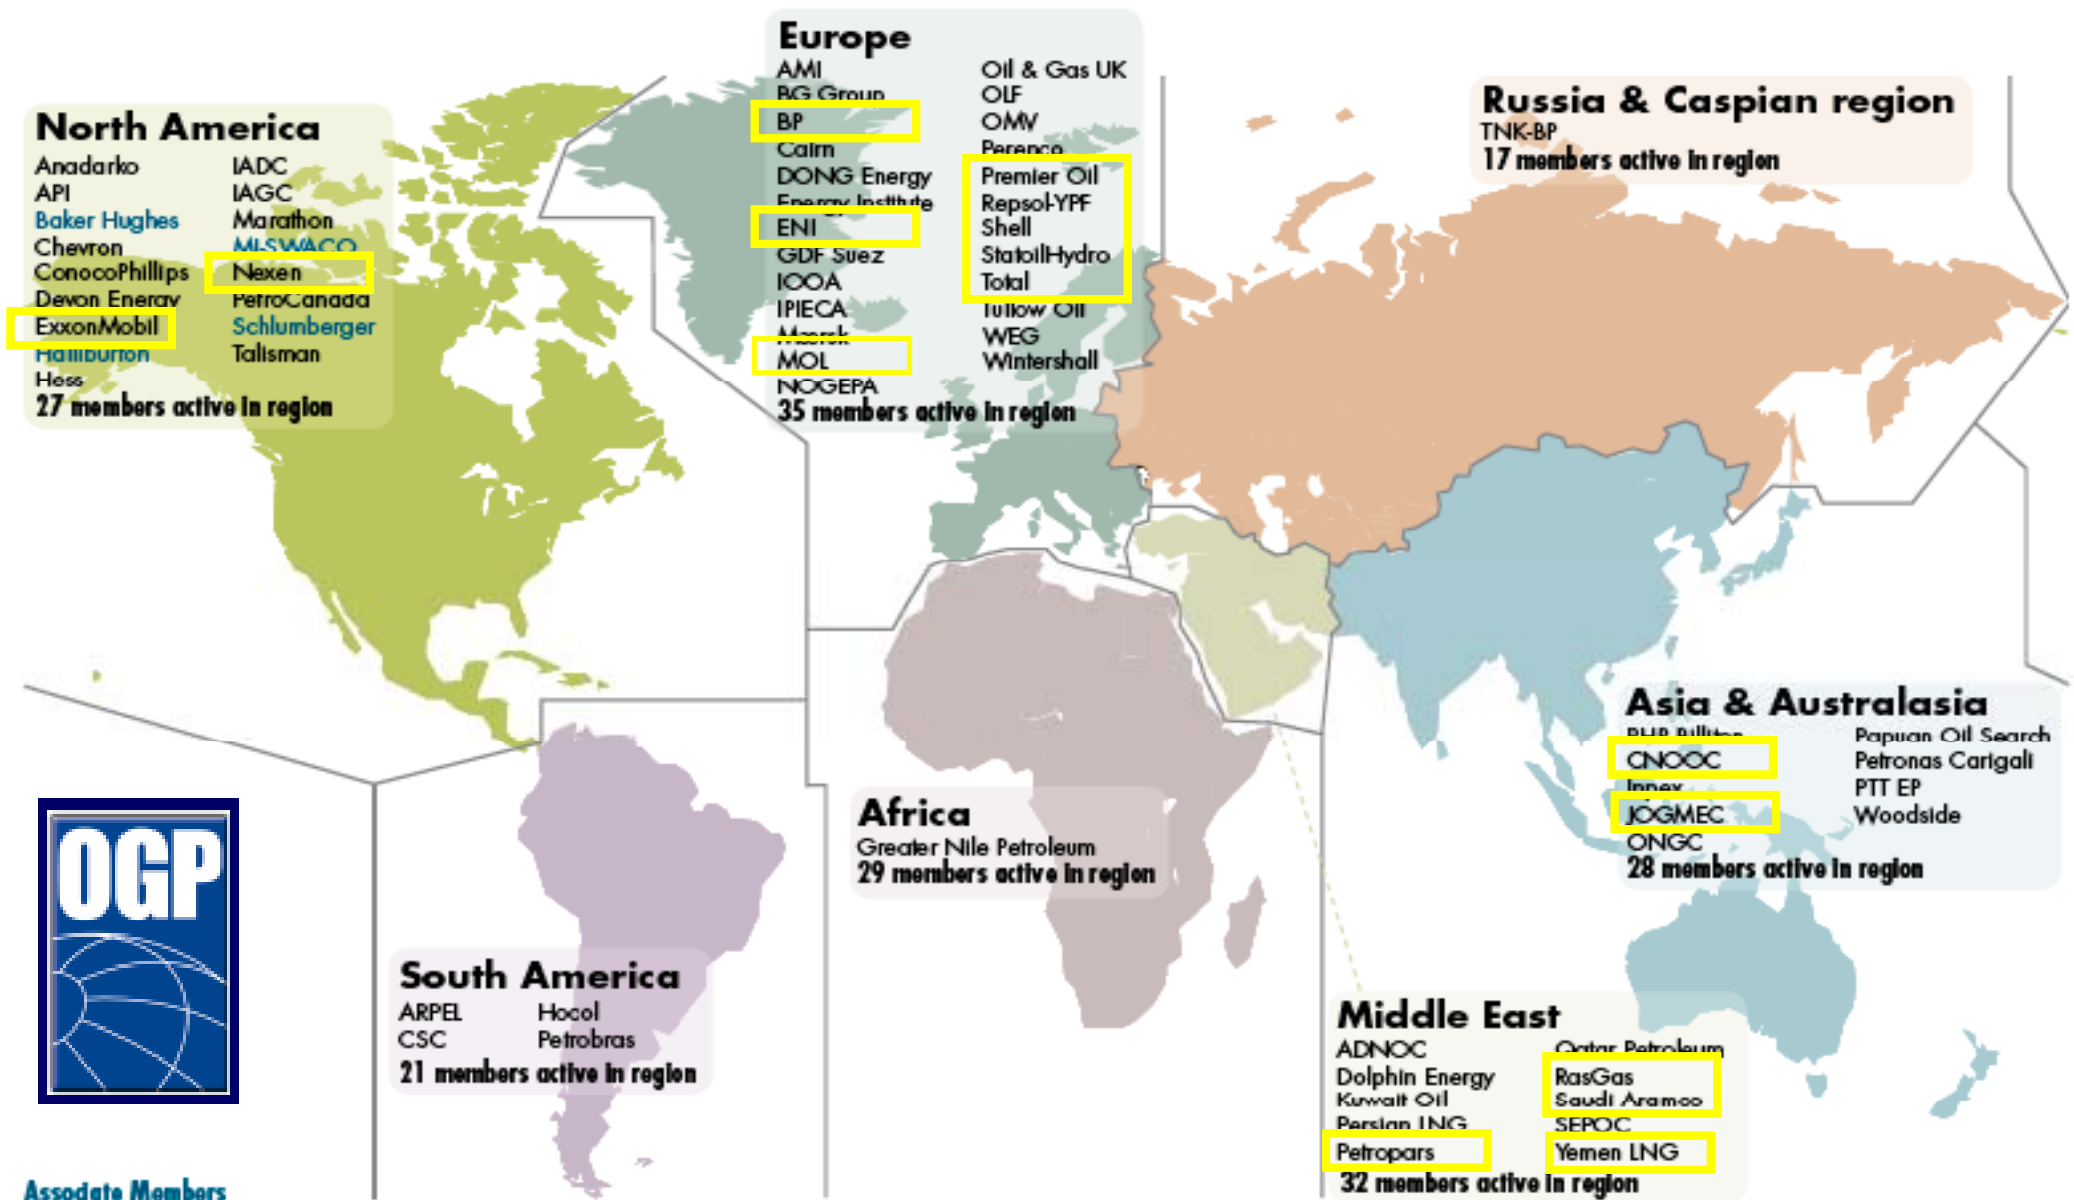 Europe
AMI
BG Group
BP
Cairn
DONG Energy
Energy Institute
ENI
GDF Suez
IOOA
IPIECA
Mærsk
MOL
NOGEPA
Oil & Gas UK
OLF
OMV
Perenco
Premier Oil
Repsol-YPF
Shell
StatoilHydro
Total
Tullow Oil
WEG
Wintershall
35 members active in region
North America
Anadarko
API
Baker Hughes
Chevron
ConocoPhillips
Devon Energy
ExxonMobil
Halliburton
Hess
IADC
IAGC
Marathon
MI-SWACO
Nexen
PetroCanada
Schlumberger
Talisman
27 members active in region
Russia & Caspian region
TNK-BP
17 members active in region
Asia & Australasia
BHP Billiton
CNOOC
Inpex
JOGMEC
ONGC
Papuan Oil Search
Petronas Carigali
PTT EP
Woodside
28 members active in region
Africa
Greater Nile Petroleum
29 members active in region
OGP
South America
ARPEL
CSC
Hocol
Petrobras
21 members active in region
Middle East
ADNOC
Dolphin Energy
Kuwait Oil
Persian LNG
Petropars
Qatar Petroleum
RasGas
Saudi Aramco
SEPOC
Yemen LNG
32 members active in region
Associate Members